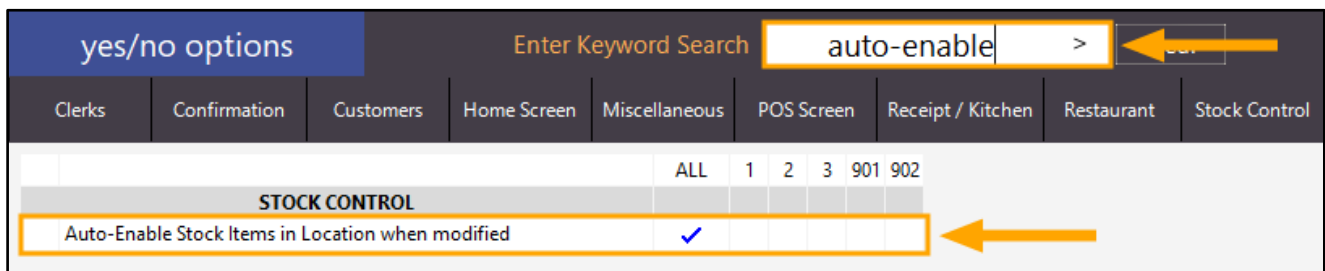 yes/no options Enter Keyword Search auto-enable >
Clerks Confirmation Customers Home Screen Miscellaneous POS Screen Receipt / Kitchen Restaurant Stock Control
ALL 1 2 3 901 902
STOCK CONTROL
Auto-Enable Stock Items in Location when modified